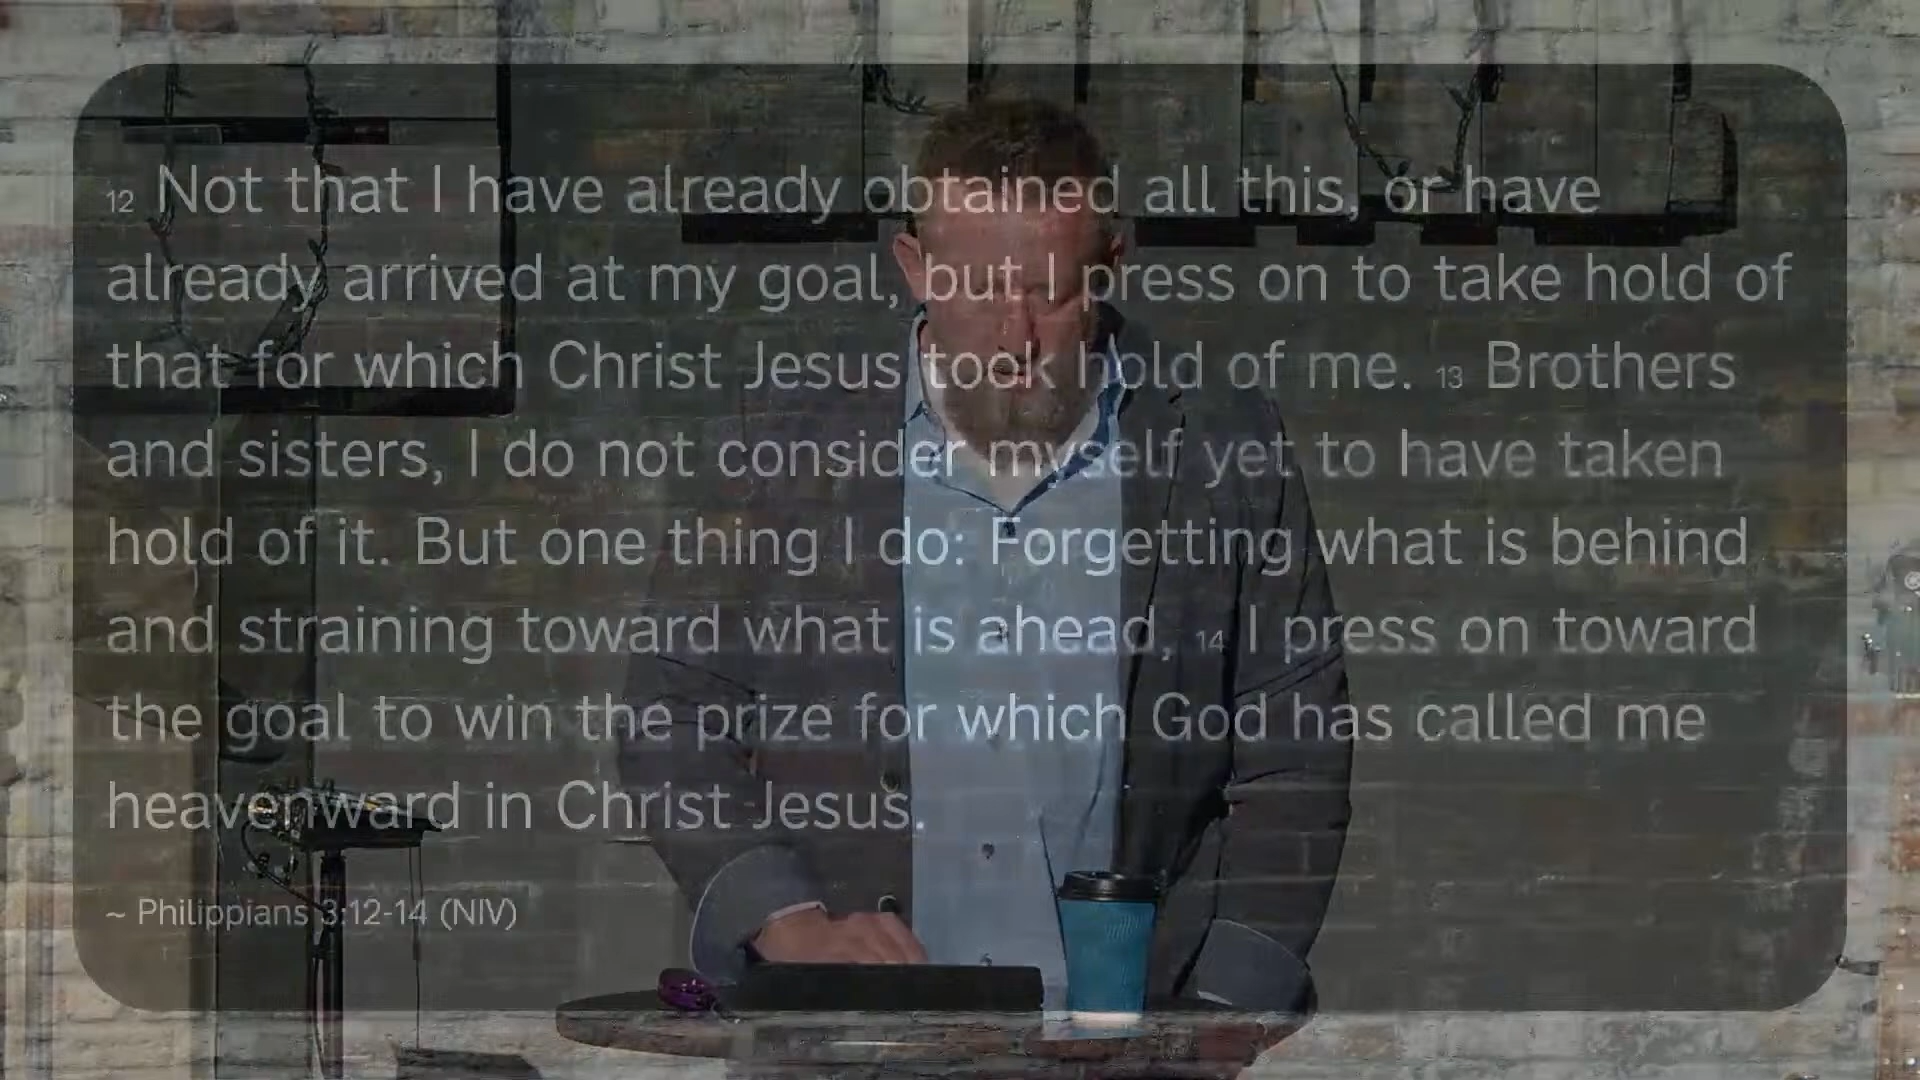 12 Not that I have already obtained all this, or have
already arrived at my goal, but I press on to take hold of
that for which Christ Jesus took hold of me. 13 Brothers
and sisters, I do not consider myself yet to have taken
hold of it. But one thing I do: Forgetting what is behind
and straining toward what is ahead, 14 I press on toward
the goal to win the prize for which God has called me
heavenward in Christ Jesus.
~ Philippians 3:12-14 (NIV)